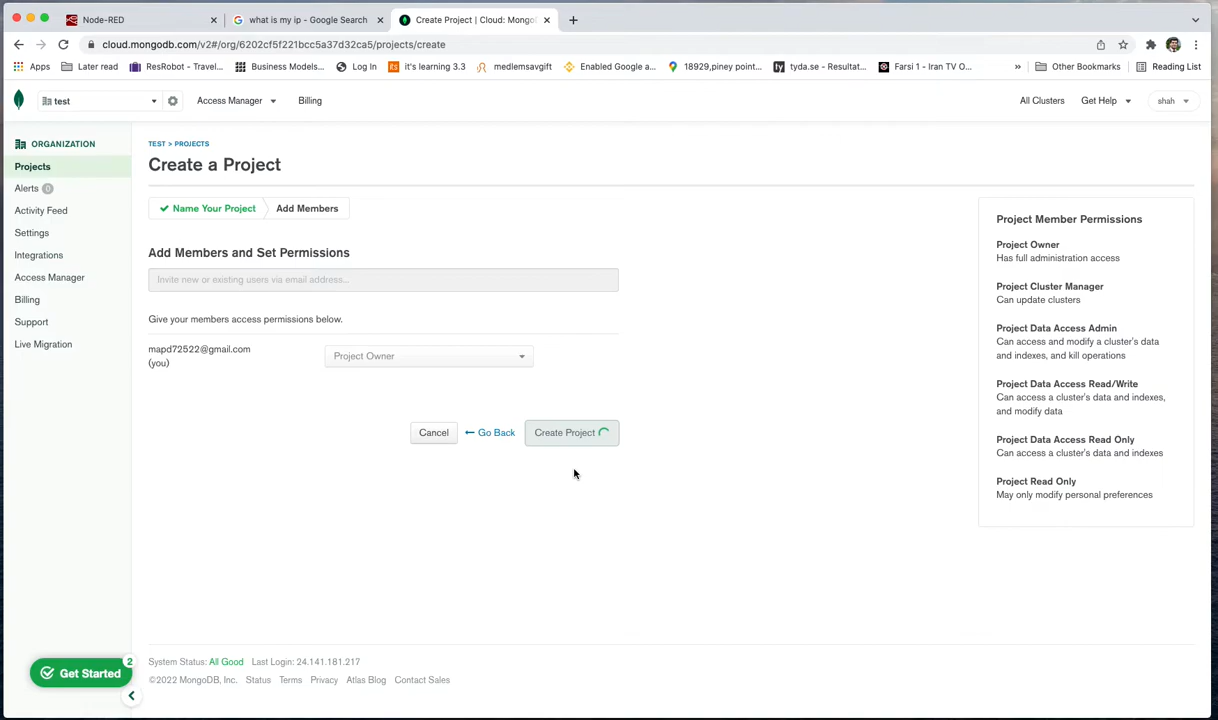 Node-RED
what is my ip - Google Search
Create Project | Cloud: Mongo
cloud.mongodb.com/v2#/org/6202cf5f221bcc5a37d32ca5/projects/create
Apps
Later read
ResRobot - Travel...
Business Models...
Log In
it's learning 3.3
medlemsavgift
Enabled Google a...
18929,piney point...
tyda.se - Resultat...
Farsi 1 - Iran TV O...
»
Other Bookmarks
Reading List
test
Access Manager
Billing
All Clusters
Get Help
shah
ORGANIZATION
Projects
Alerts 0
Activity Feed
Settings
Integrations
Access Manager
Billing
Support
Live Migration
TEST > PROJECTS
Create a Project
Name Your Project
Add Members
Add Members and Set Permissions
Invite new or existing users via email address...
Give your members access permissions below.
mapd72522@gmail.com
(you)
Project Owner
Cancel
Go Back
Create Project
Project Member Permissions
Project Owner
Has full administration access
Project Cluster Manager
Can update clusters
Project Data Access Admin
Can access and modify a cluster's data
and indexes, and kill operations
Project Data Access Read/Write
Can access a cluster's data and indexes,
and modify data
Project Data Access Read Only
Can access a cluster's data and indexes
Project Read Only
May only modify personal preferences
Get Started
2
System Status: All Good Last Login: 24.141.181.217
©2022 MongoDB, Inc. Status Terms Privacy Atlas Blog Contact Sales